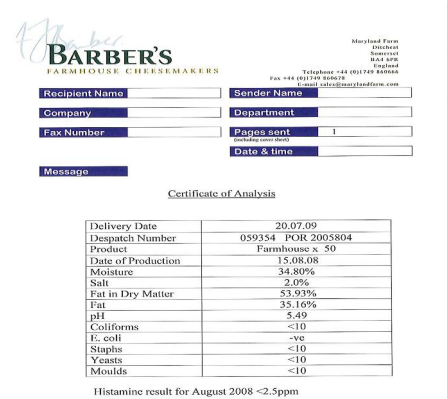 A J Barber
BARBER'S
FARMHOUSE CHEESEMAKERS
Maryland Farm
Ditcheat
Somerset
BA4 6PR
England
Telephone +44 (0)1749 860666
Fax +44 (0)1749 860678
E-mail sales@marylandfarm.com
Recipient Name
Sender Name
Company
Department
Fax Number
Pages sent 1
(including cover sheet)
Date & time
Message
Certificate of Analysis
Delivery Date 20.07.09
Despatch Number 059354 POR 2005804
Product Farmhouse x 50
Date of Production 15.08.08
Moisture 34.80%
Salt 2.0%
Fat in Dry Matter 53.93%
Fat 35.16%
pH 5.49
Coliforms <10
E. coli -ve
Staphs <10
Yeasts <10
Moulds <10
Histamine result for August 2008 <2.5ppm